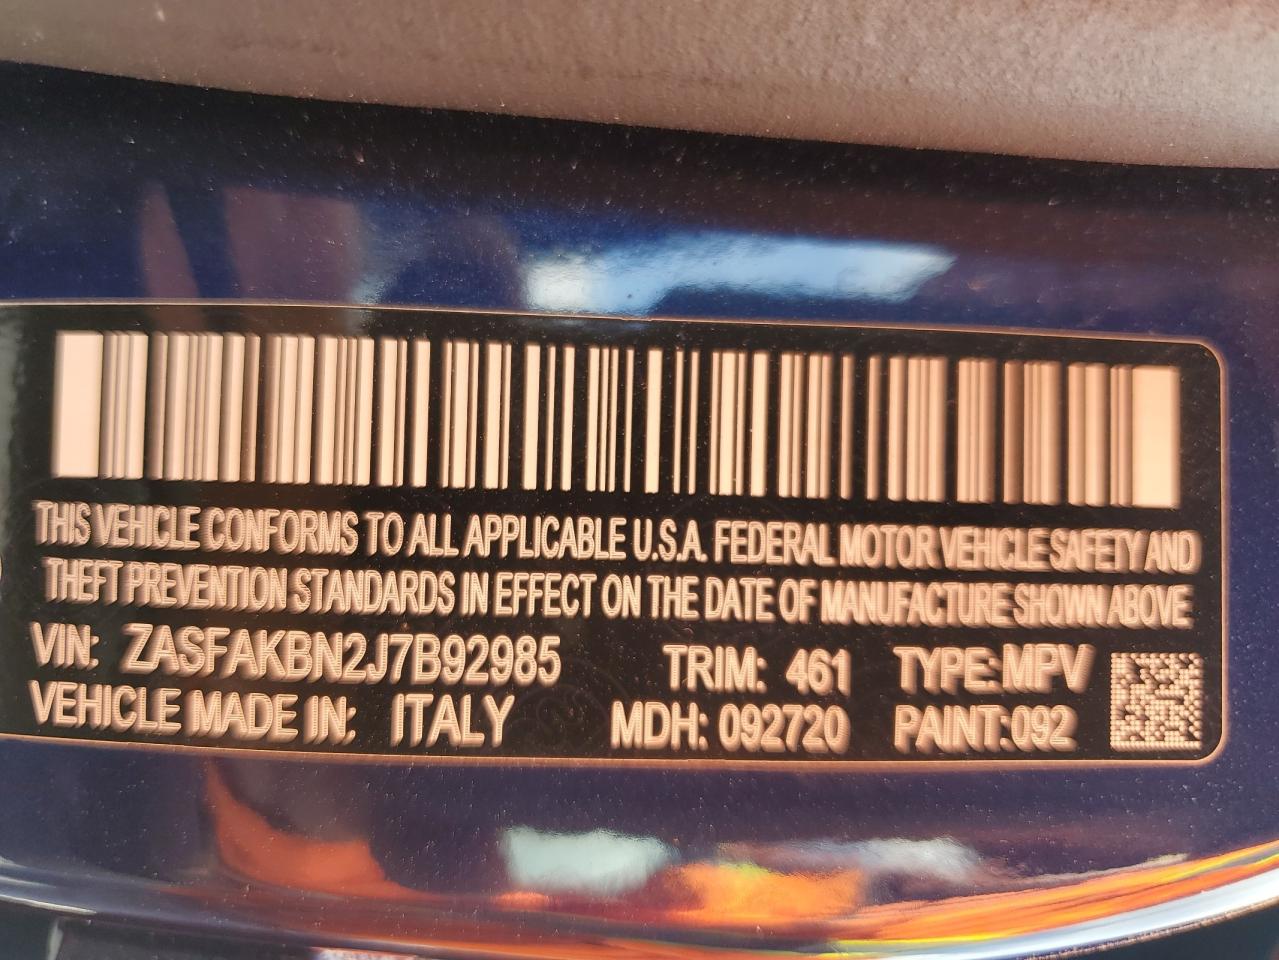 THIS VEHICLE CONFORMS TO ALL APPLICABLE U.S.A. FEDERAL MOTOR VEHICLE SAFETY AND
THEFT PREVENTION STANDARDS IN EFFECT ON THE DATE OF MANUFACTURE SHOWN ABOVE
VIN: ZASFAKBN2J7B92985 TRIM: 461 TYPE: MPV
VEHICLE MADE IN: ITALY MDH: 092720 PAINT:092